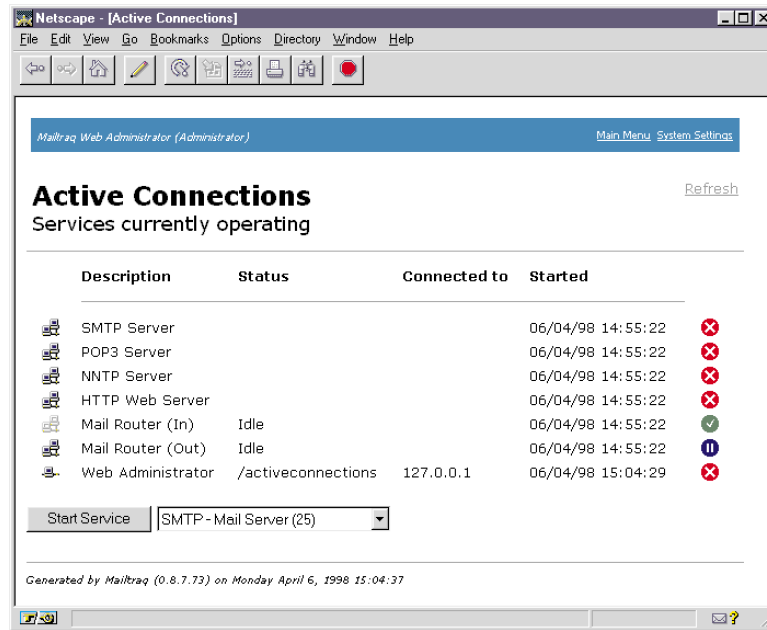 Netscape - [Active Connections]
File Edit View Go Bookmarks Options Directory Window Help
Mailtraq Web Administrator (Administrator) Main Menu System Settings
Active Connections Refresh
Services currently operating
Description Status Connected to Started
SMTP Server 06/04/98 14:55:22
POP3 Server 06/04/98 14:55:22
NNTP Server 06/04/98 14:55:22
HTTP Web Server 06/04/98 14:55:22
Mail Router (In) Idle 06/04/98 14:55:22
Mail Router (Out) Idle 06/04/98 14:55:22
Web Administrator /activeconnections 127.0.0.1 06/04/98 15:04:29
Start Service SMTP - Mail Server (25)
Generated by Mailtraq (0.8.7.73) on Monday April 6, 1998 15:04:37